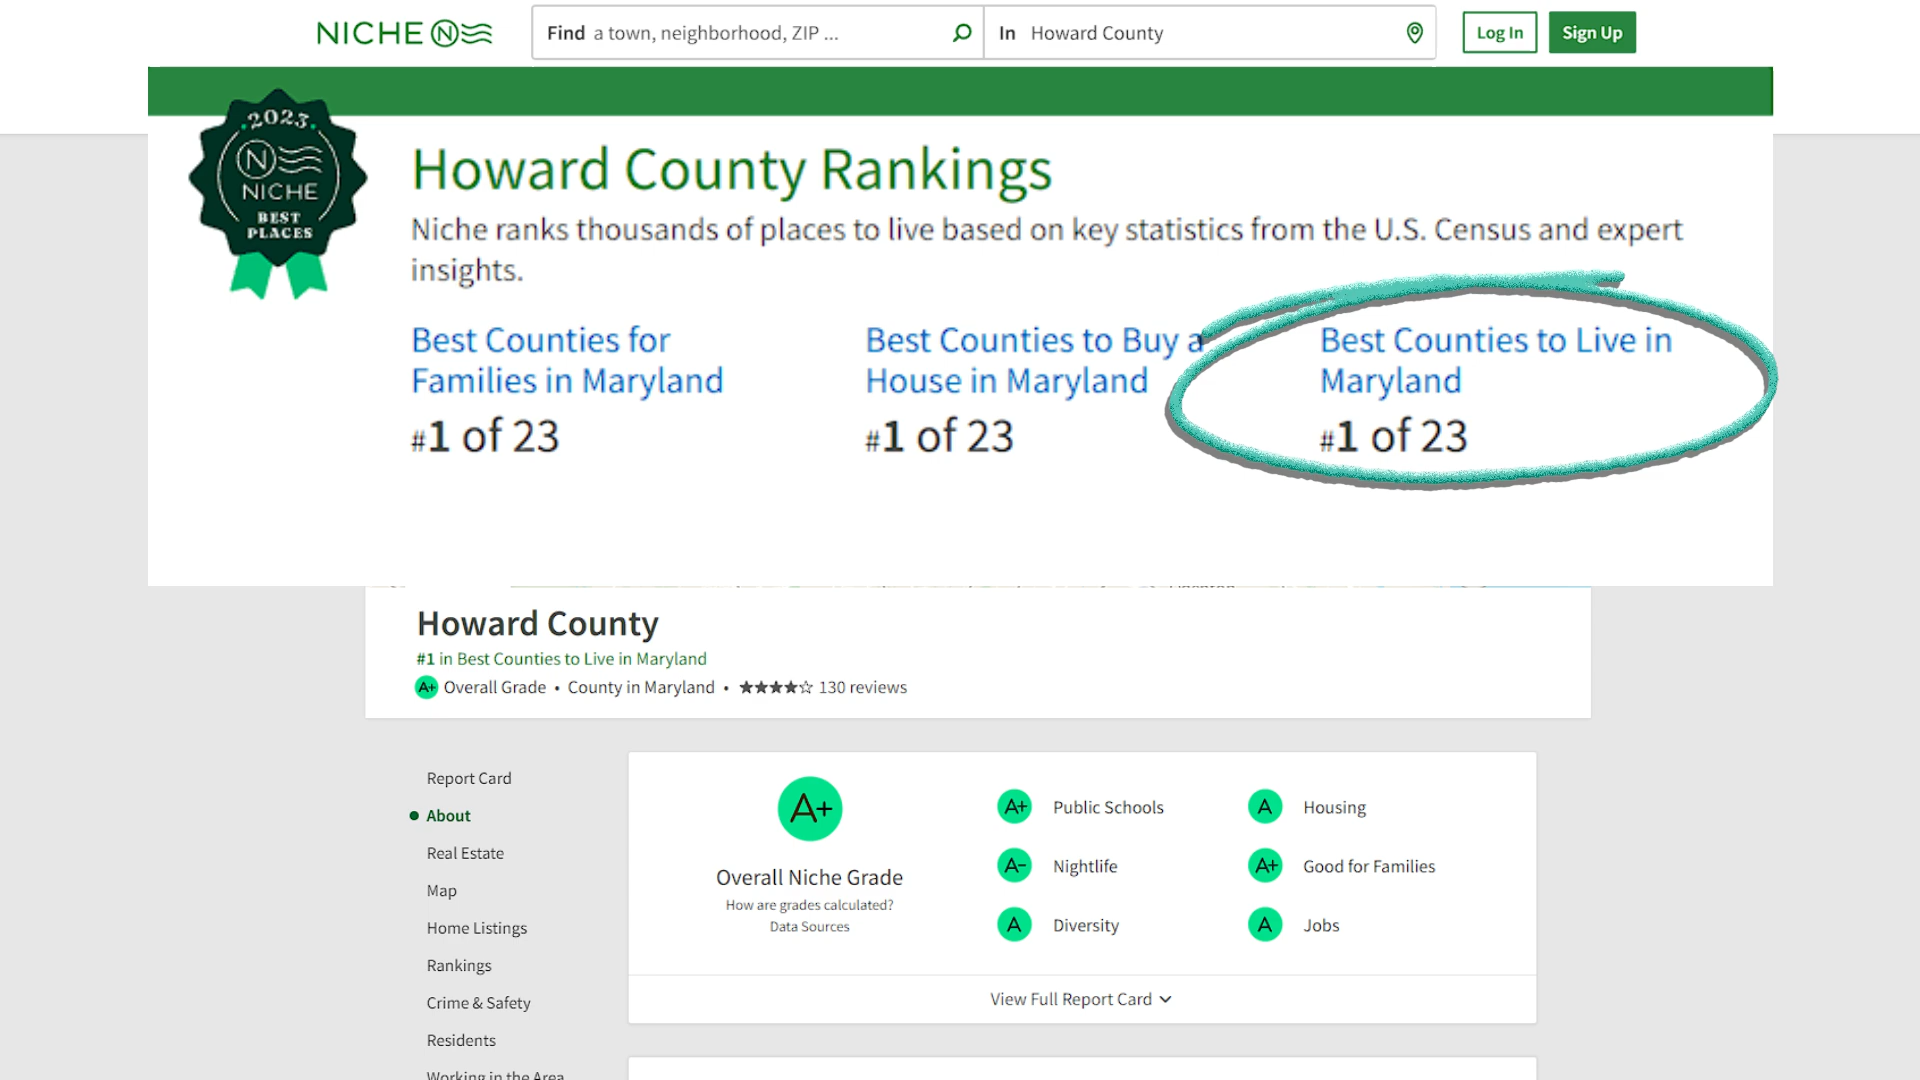 NICHE
Find a town, neighborhood, ZIP ...
In Howard County
Log In
Sign Up
2023
NICHE
BEST
PLACES
Howard County Rankings
Niche ranks thousands of places to live based on key statistics from the U.S. Census and expert
insights.
Best Counties for
Families in Maryland
#1 of 23
Best Counties to Buy a
House in Maryland
#1 of 23
Best Counties to Live in
Maryland
#1 of 23
Howard County
#1 in Best Counties to Live in Maryland
A+ Overall Grade • County in Maryland • ★★★★☆ 130 reviews
Report Card
About
Real Estate
Map
Home Listings
Rankings
Crime & Safety
Residents
Working in the Area
A+
Overall Niche Grade
How are grades calculated?
Data Sources
A+ Public Schools
A- Nightlife
A Diversity
A Housing
A+ Good for Families
A Jobs
View Full Report Card